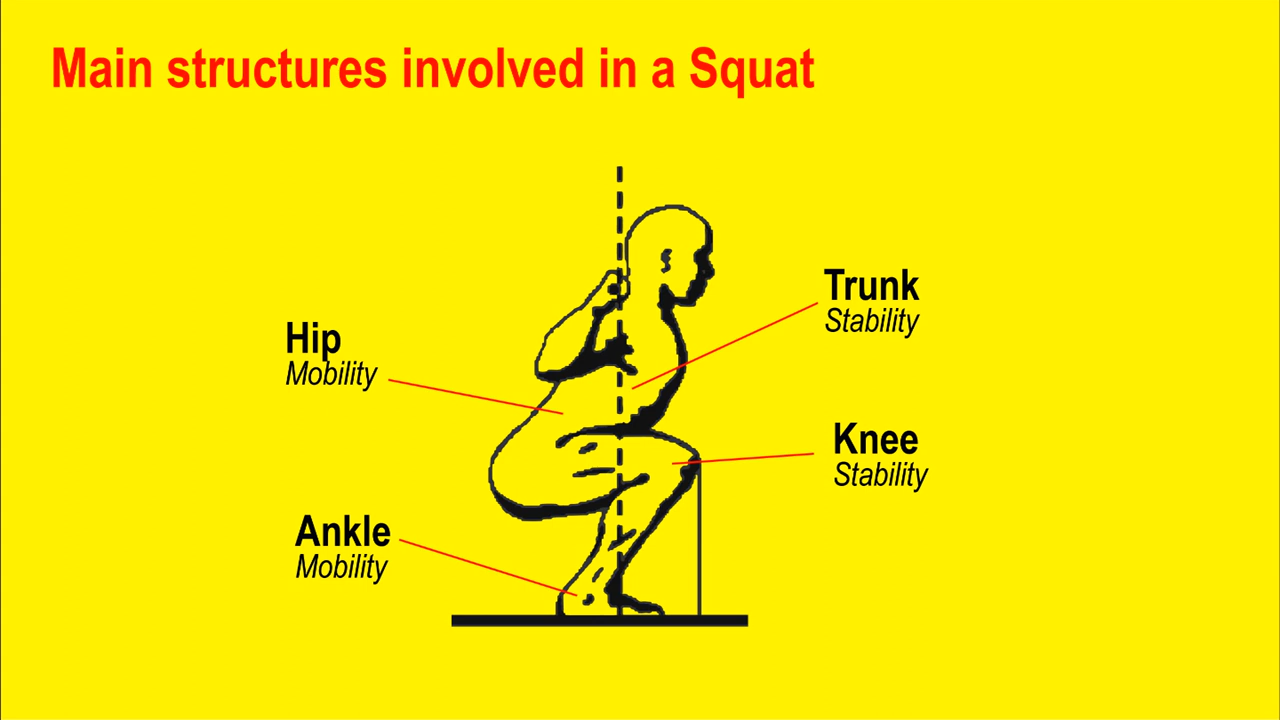 Main structures involved in a Squat
Trunk
Stability
Hip
Mobility
Knee
Stability
Ankle
Mobility